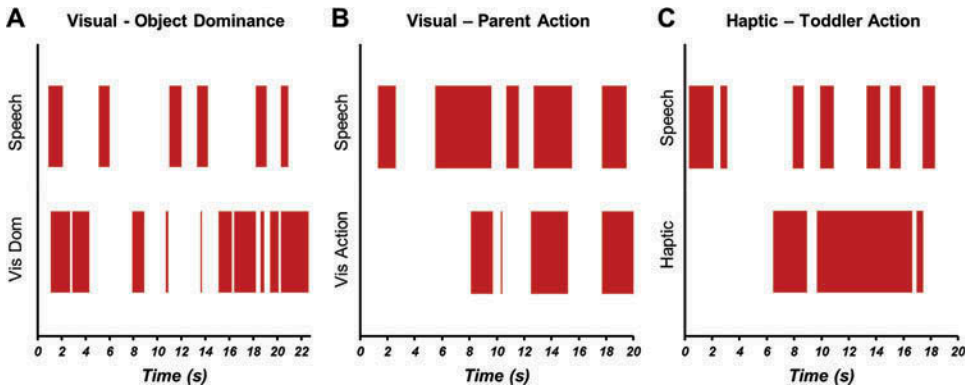 A Visual - Object Dominance
Speech
Vis Dom
0 2 4 6 8 10 12 14 16 18 20 22
Time (s)
B Visual – Parent Action
Speech
Vis Action
0 2 4 6 8 10 12 14 16 18 20
Time (s)
C Haptic – Toddler Action
Speech
Haptic
0 2 4 6 8 10 12 14 16 18 20
Time (s)